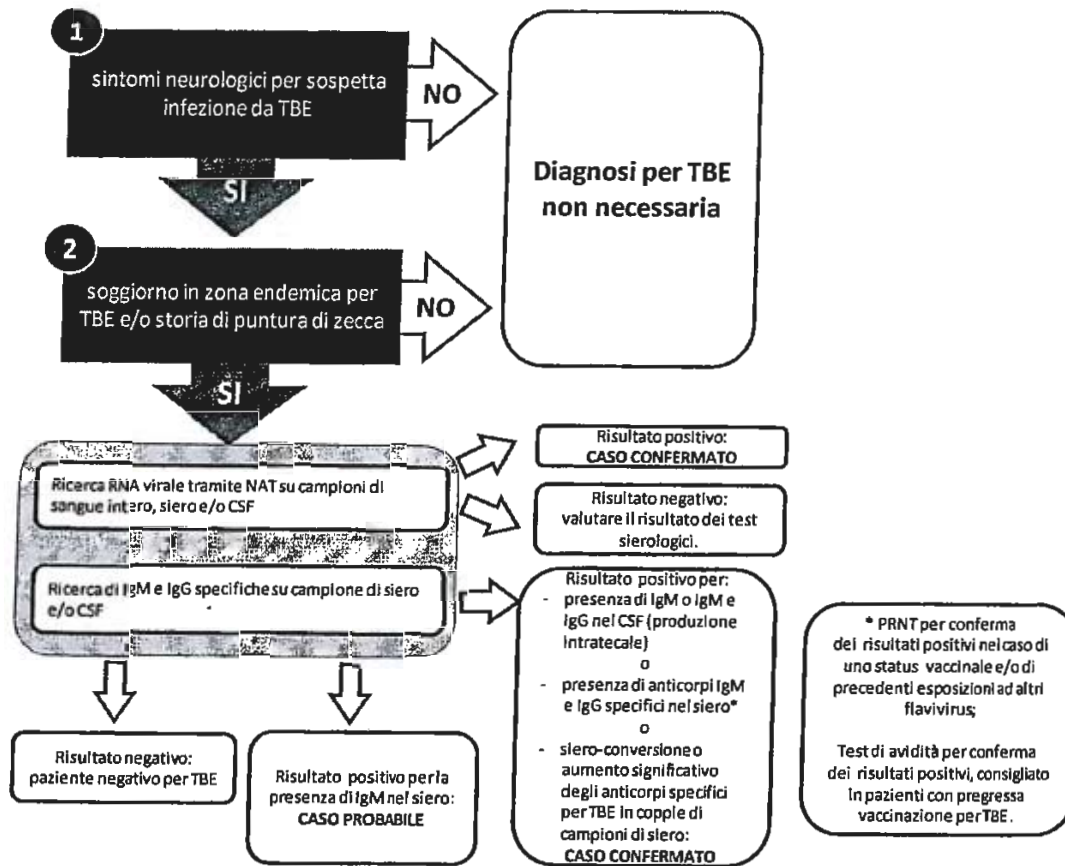 1
sintomi neurologici per sospetta
infezione da TBE
NO
SI
Diagnosi per TBE
non necessaria
2
soggiorno in zona endemica per
TBE e/o storia di puntura di zecca
NO
SI
Ricerca RNA virale tramite NAT su campioni di
sangue intero, siero e/o CSF
Risultato positivo:
CASO CONFERMATO
Risultato negativo:
valutare il risultato dei test
sierologici.
Ricerca di IgM e IgG specifiche su campione di siero
e/o CSF
Risultato positivo per:
- presenza di IgM o IgM e
IgG nel CSF (produzione
intratecale)
o
- presenza di anticorpi IgM
e IgG specifici nel siero*
o
- siero-conversione o
aumento significativo
degli anticorpi specifici
per TBE in coppie di
campioni di siero:
CASO CONFERMATO
* PRNT per conferma
dei risultati positivi nel caso di
uno status vaccinale e/o di
precedenti esposizioni ad altri
flavivirus;
Test di avidità per conferma
dei risultati positivi, consigliato
in pazienti con pregressa
vaccinazione per TBE.
Risultato negativo:
paziente negativo per TBE
Risultato positivo per la
presenza di IgM nel siero:
CASO PROBABILE